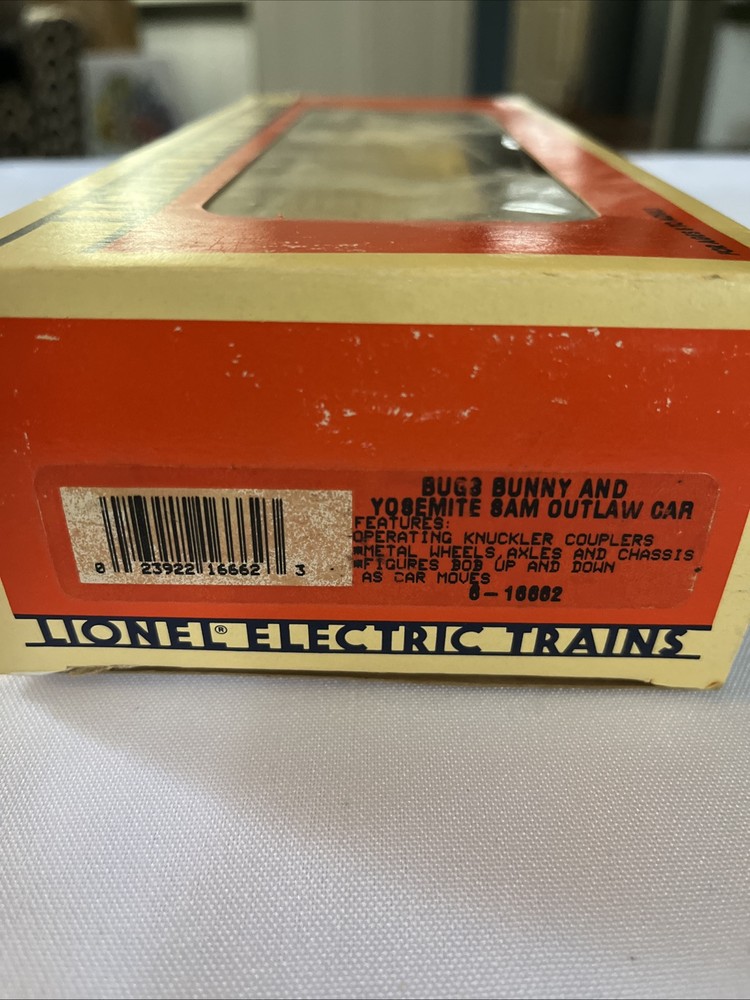 BUGS BUNNY AND
YOSEMITE SAM OUTLAW CAR
FEATURES:
OPERATING KNUCKLER COUPLERS
METAL WHEELS, AXLES AND CHASSIS
FIGURES BOB UP AND DOWN
AS CAR MOVES
6-16662
0 23922 16662 3
LIONEL® ELECTRIC TRAINS